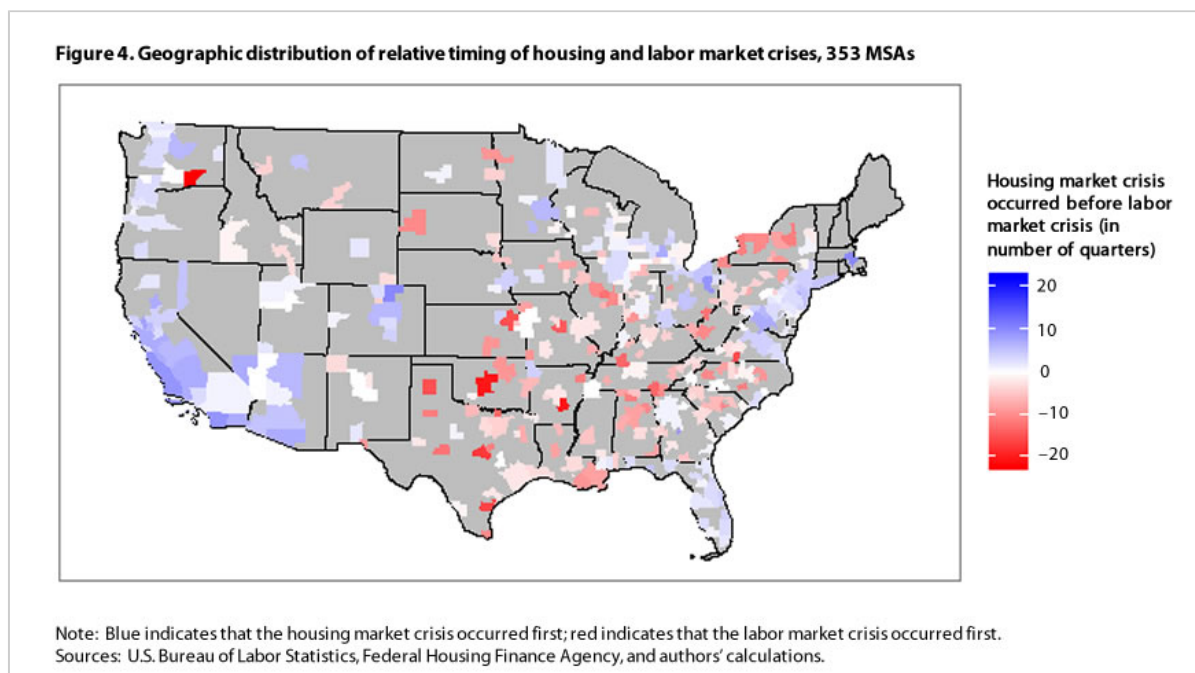 Figure 4. Geographic distribution of relative timing of housing and labor market crises, 353 MSAs
Housing market crisis
occurred before labor
market crisis (in
number of quarters)
20
10
0
−10
−20
Note: Blue indicates that the housing market crisis occurred first; red indicates that the labor market crisis occurred first.
Sources: U.S. Bureau of Labor Statistics, Federal Housing Finance Agency, and authors’ calculations.